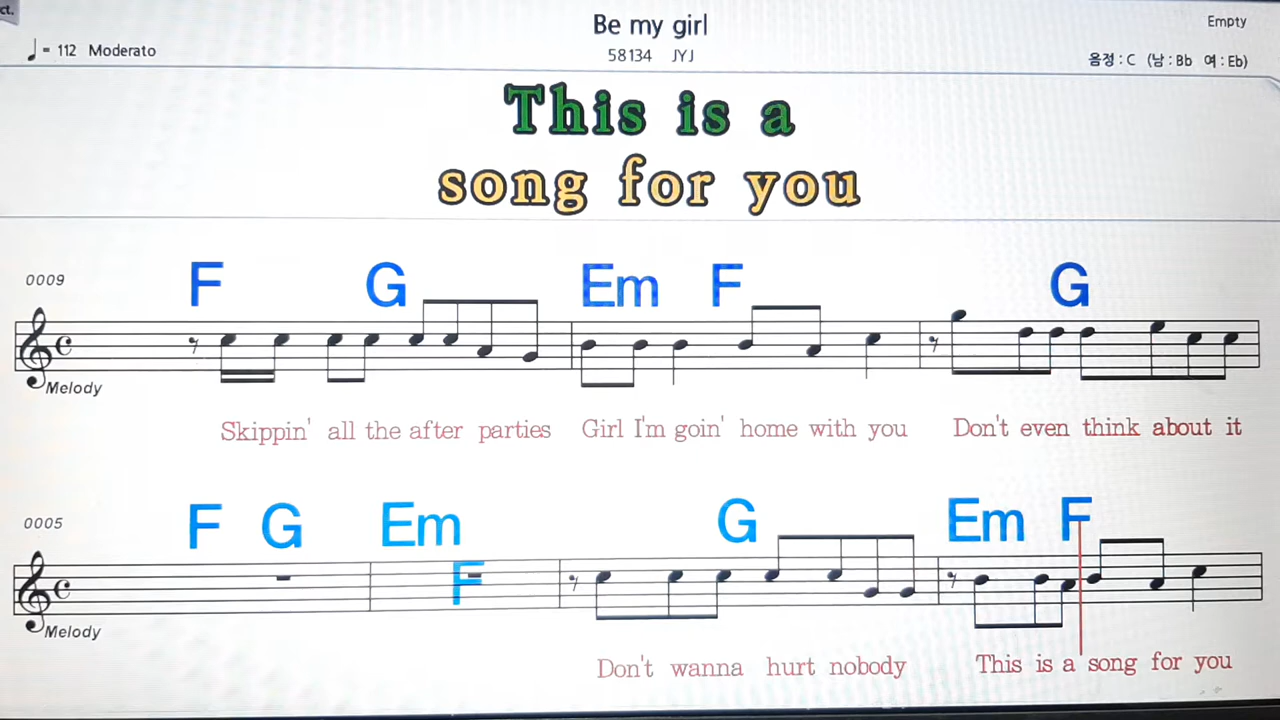 ct.
Be my girl
Empty
♩= 112 Moderato
58134 JYJ
음정 : C (남 : Bb 여 : Eb)
This is a
song for you
0009
F G Em F G
Melody
Skippin' all the after parties Girl I'm goin' home with you Don't even think about it
0005
F G Em F G Em F
Melody
Don't wanna hurt nobody This is a song for you